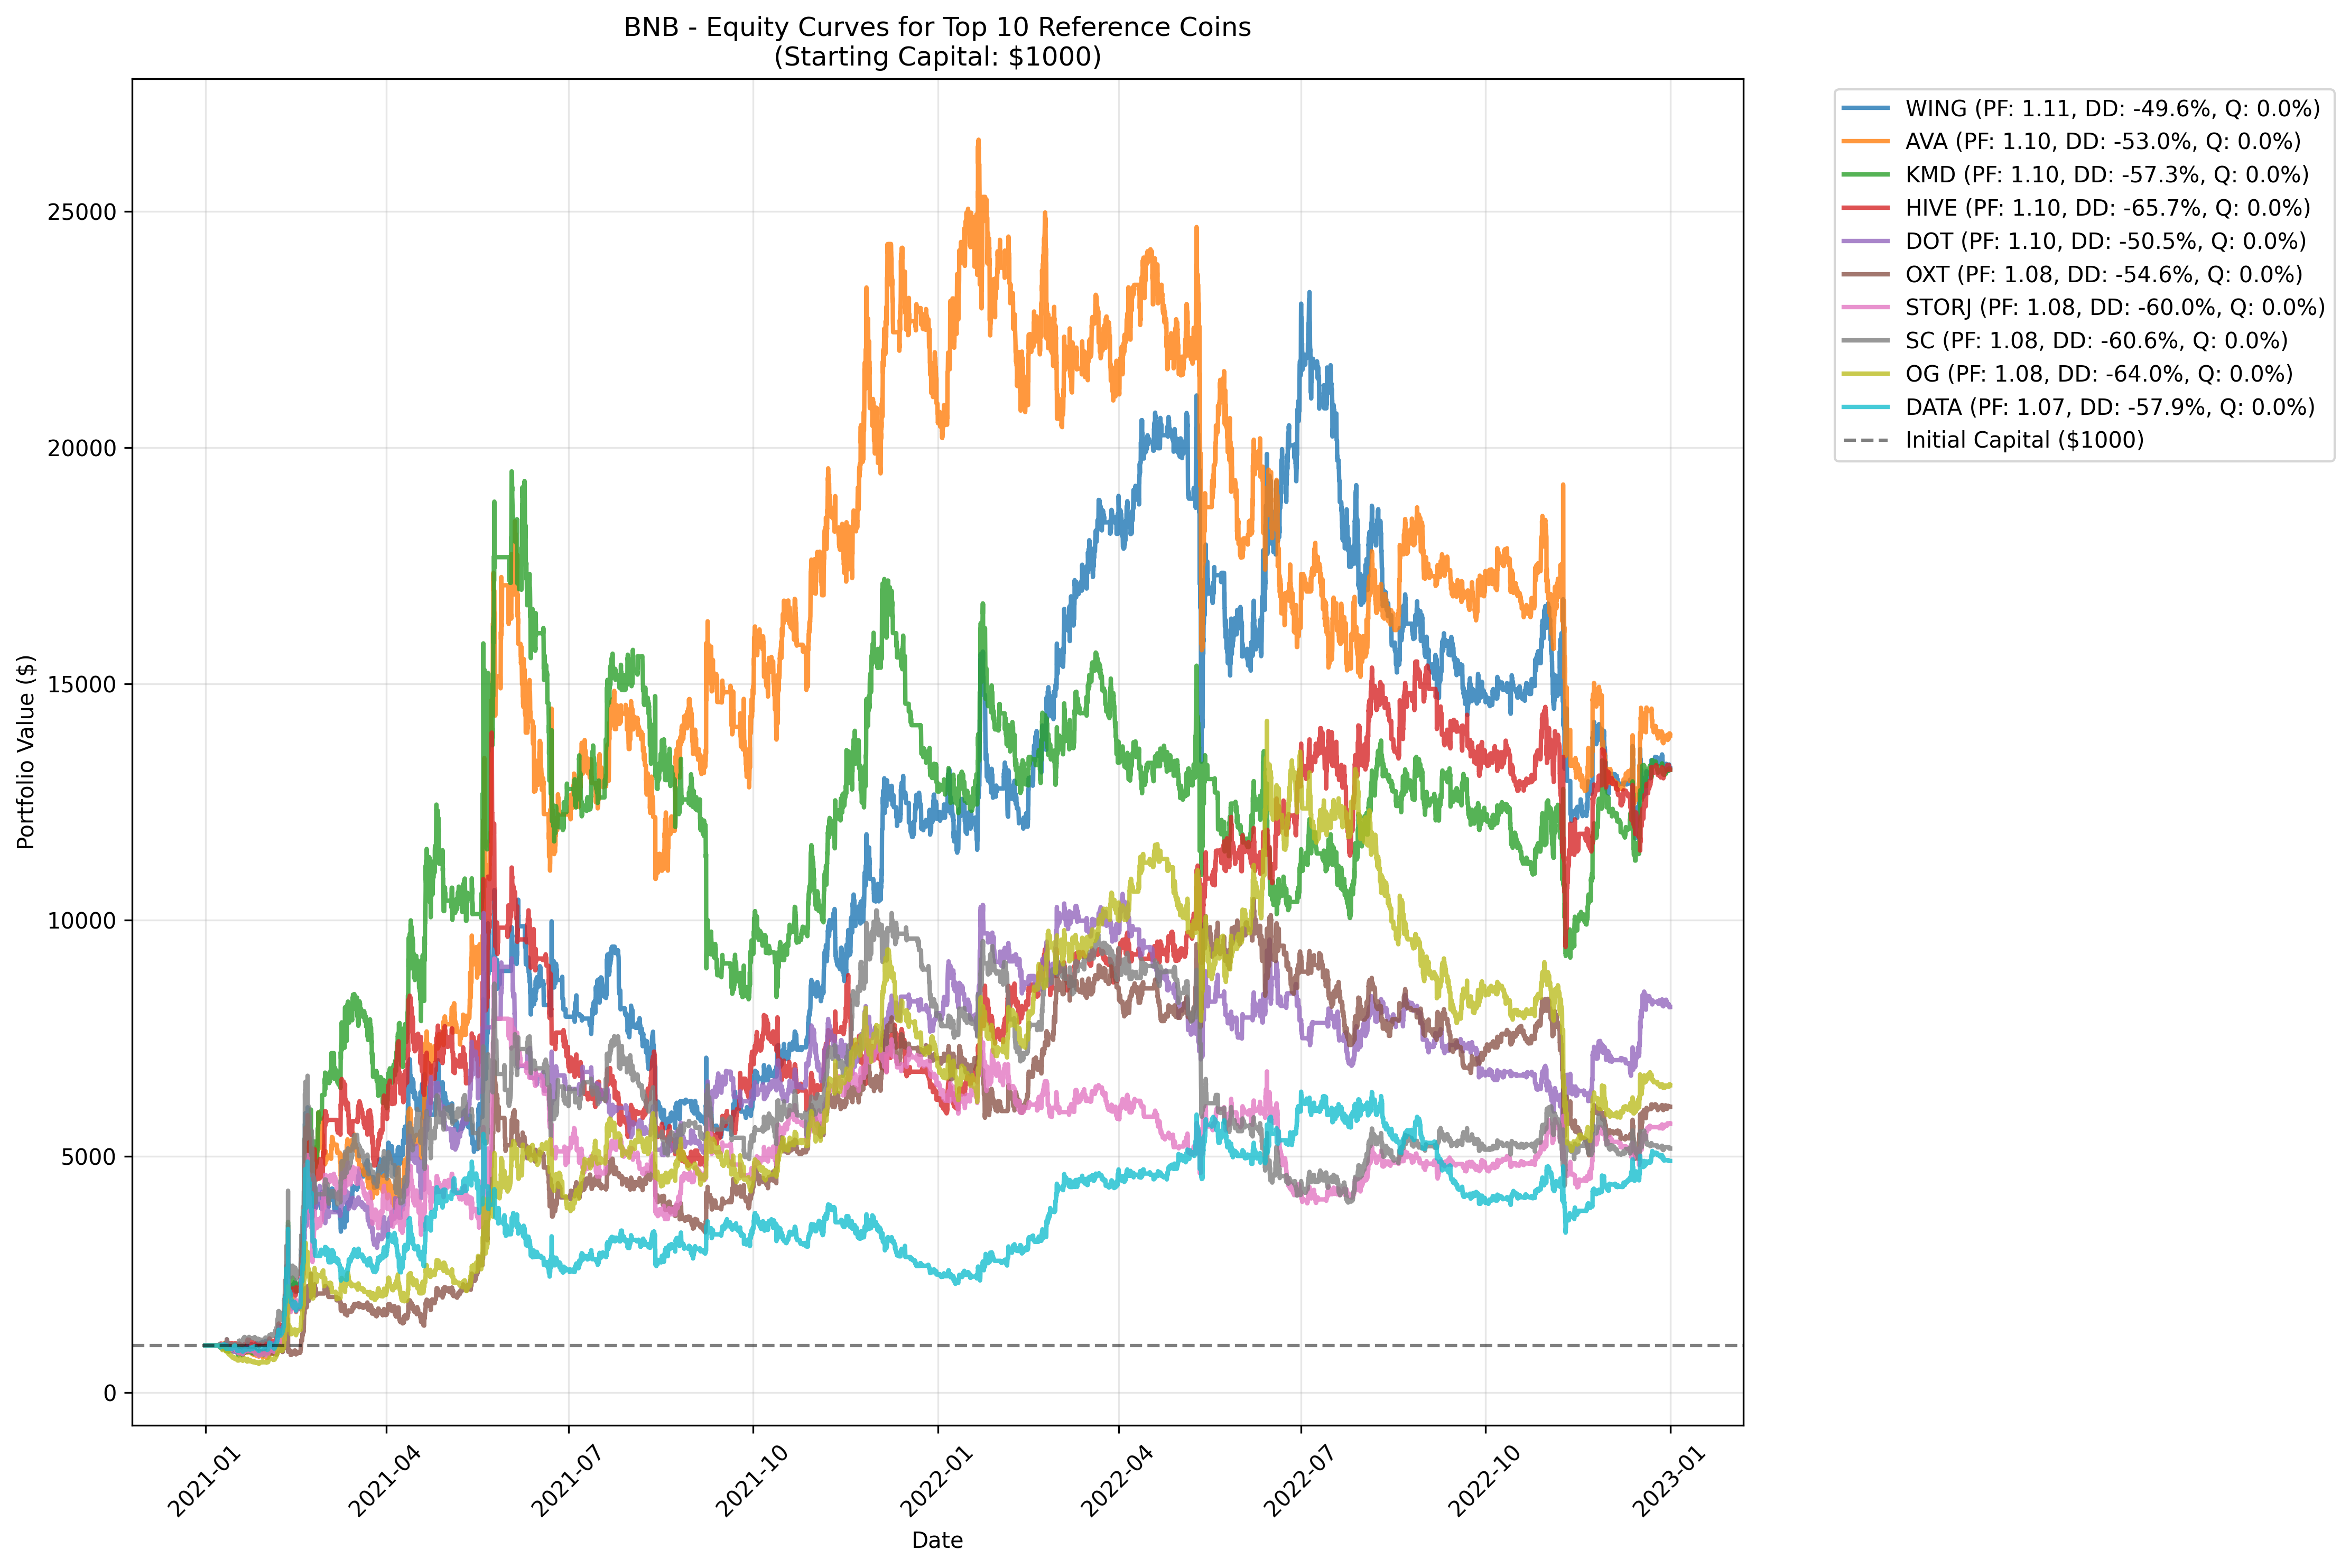 BNB - Equity Curves for Top 10 Reference Coins
(Starting Capital: $1000)
Portfolio Value ($)
25000
20000
15000
10000
5000
0
2021-01
2021-04
2021-07
2021-10
2022-01
2022-04
2022-07
2022-10
2023-01
Date
WING (PF: 1.11, DD: -49.6%, Q: 0.0%)
AVA (PF: 1.10, DD: -53.0%, Q: 0.0%)
KMD (PF: 1.10, DD: -57.3%, Q: 0.0%)
HIVE (PF: 1.10, DD: -65.7%, Q: 0.0%)
DOT (PF: 1.10, DD: -50.5%, Q: 0.0%)
OXT (PF: 1.08, DD: -54.6%, Q: 0.0%)
STORJ (PF: 1.08, DD: -60.0%, Q: 0.0%)
SC (PF: 1.08, DD: -60.6%, Q: 0.0%)
OG (PF: 1.08, DD: -64.0%, Q: 0.0%)
DATA (PF: 1.07, DD: -57.9%, Q: 0.0%)
Initial Capital ($1000)